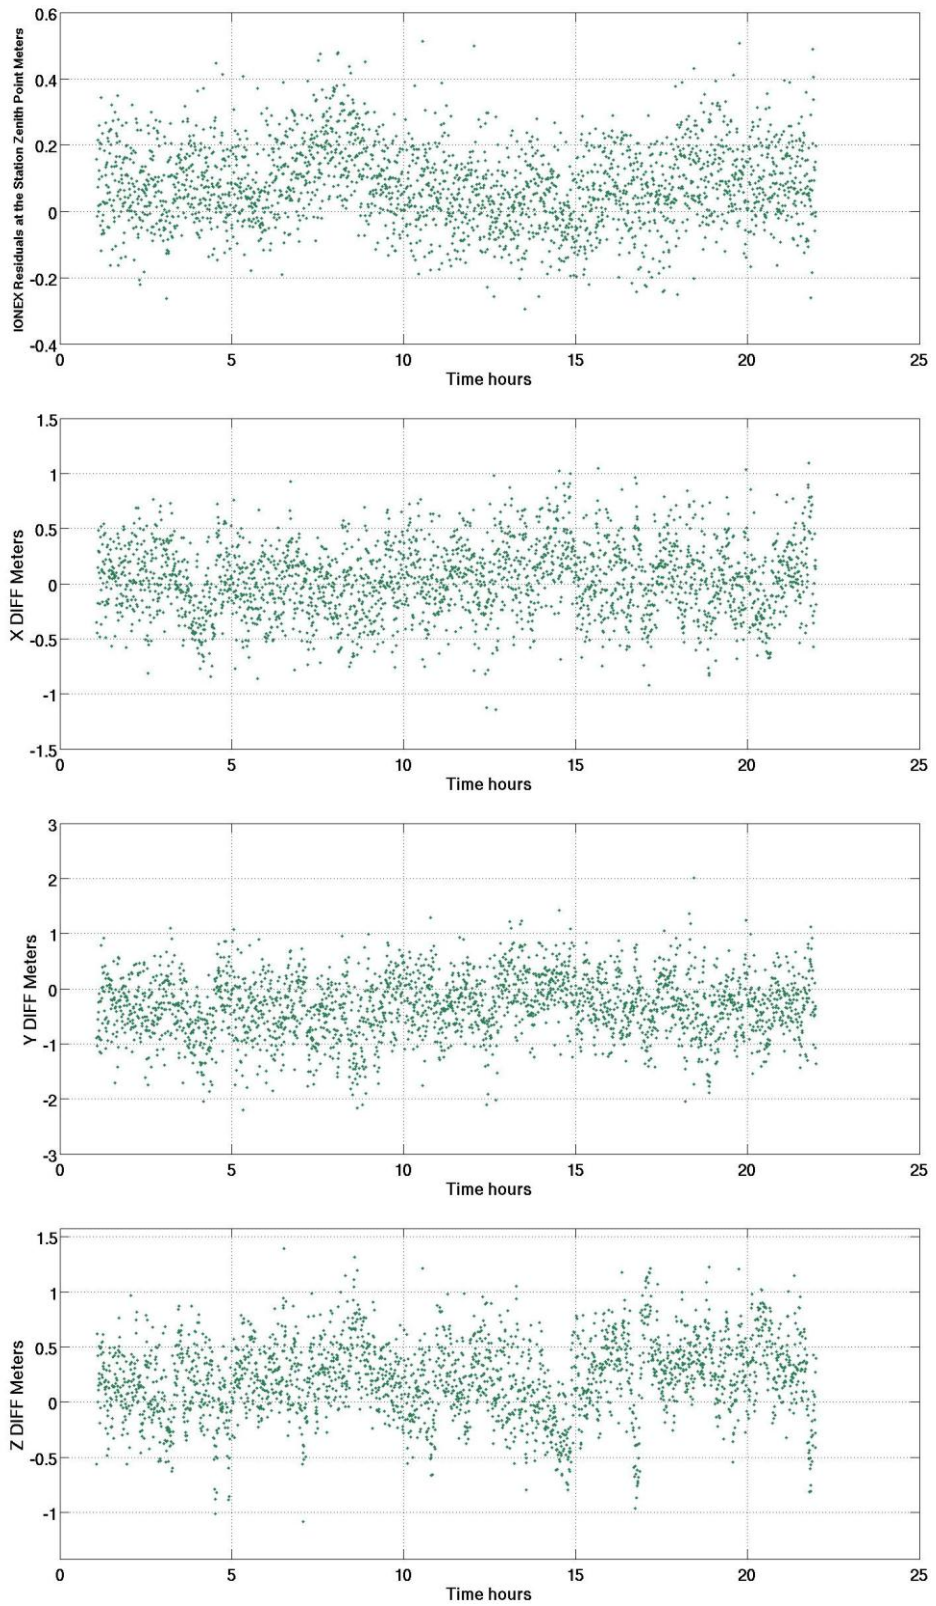 IONEX Residuals at the Station Zenith Point Meters
0.6
0.4
0.2
0
-0.2
-0.4
0 5 10 15 20 25
Time hours
X DIFF Meters
1.5
1
0.5
0
-0.5
-1
-1.5
0 5 10 15 20 25
Time hours
Y DIFF Meters
3
2
1
0
-1
-2
-3
0 5 10 15 20 25
Time hours
Z DIFF Meters
1.5
1
0.5
0
-0.5
-1
0 5 10 15 20 25
Time hours